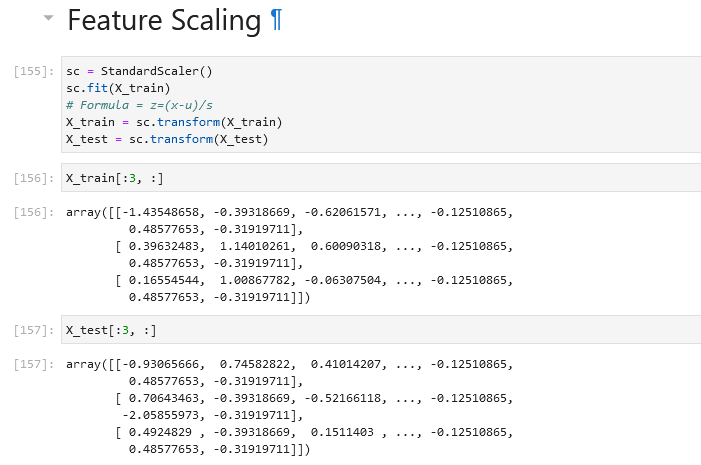 Feature Scaling ¶
[155]: sc = StandardScaler()
sc.fit(X_train)
# Formula = z=(x-u)/s
X_train = sc.transform(X_train)
X_test = sc.transform(X_test)
[156]: X_train[:3, :]
[156]: array([[-1.43548658, -0.39318669, -0.62061571, ..., -0.12510865,
0.48577653, -0.31919711],
[ 0.39632483, 1.14010261, 0.60090318, ..., -0.12510865,
0.48577653, -0.31919711],
[ 0.16554544, 1.00867782, -0.06307504, ..., -0.12510865,
0.48577653, -0.31919711]])
[157]: X_test[:3, :]
[157]: array([[-0.93065666, 0.74582822, 0.41014207, ..., -0.12510865,
0.48577653, -0.31919711],
[ 0.70643463, -0.39318669, -0.52166118, ..., -0.12510865,
-2.05855973, -0.31919711],
[ 0.4924829 , -0.39318669, 0.1511403 , ..., -0.12510865,
0.48577653, -0.31919711]])